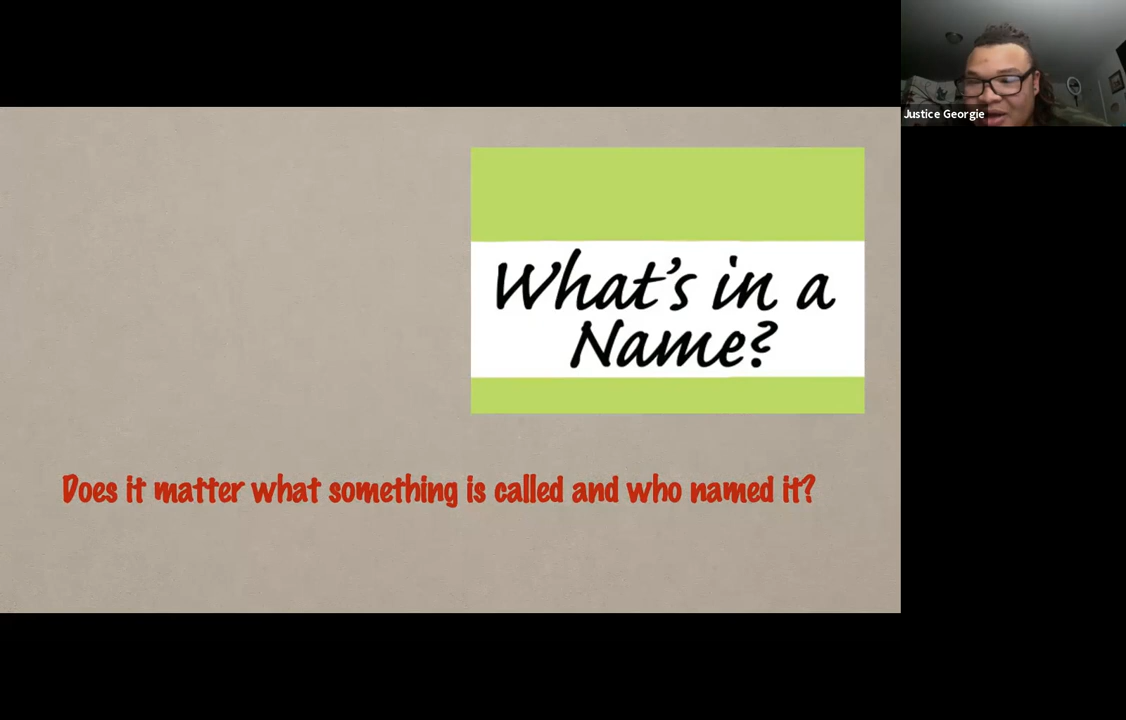 Justice Georgie
What's in a
Name?
Does it matter what something is called and who named it?